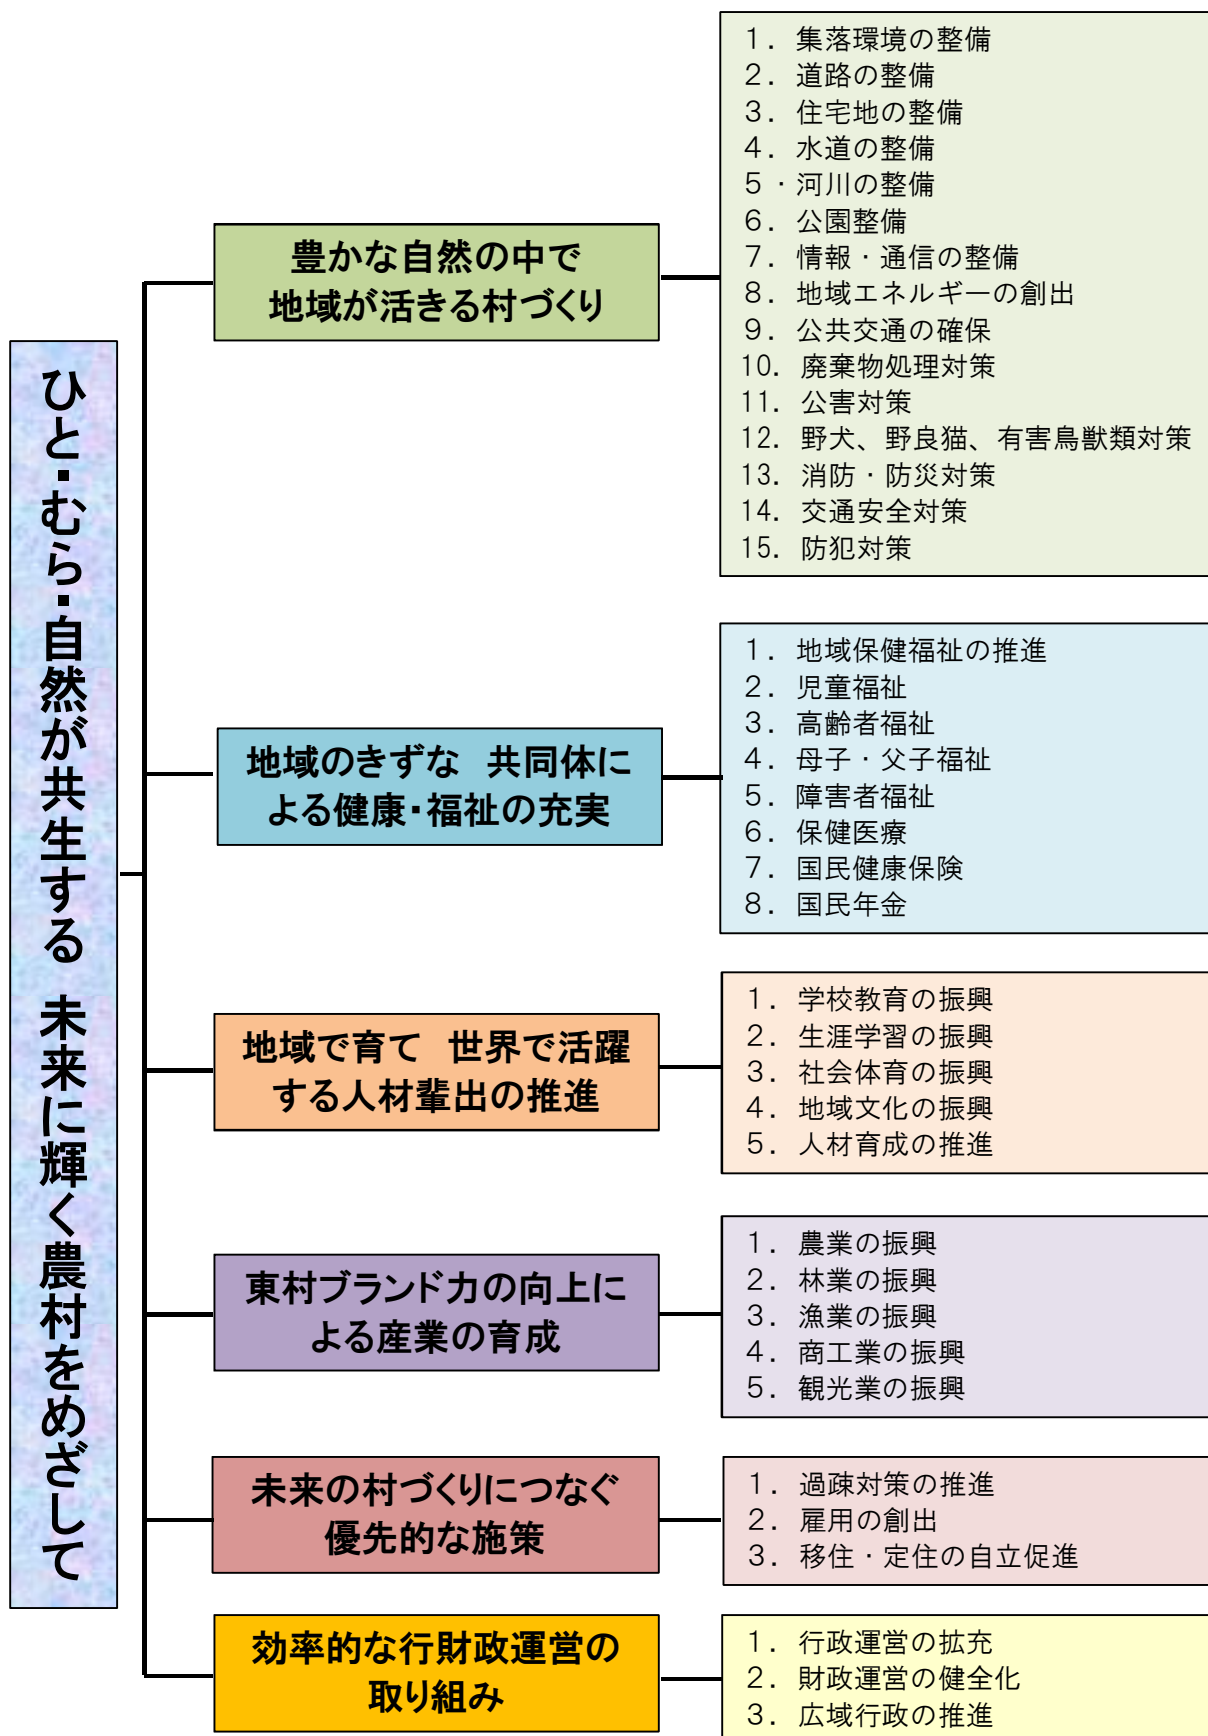 ひと・むら・自然が共生する 未来に輝く農村をめざして
豊かな自然の中で
地域が活きる村づくり
１．集落環境の整備
２．道路の整備
３．住宅地の整備
４．水道の整備
５・河川の整備
６．公園整備
７．情報・通信の整備
８．地域エネルギーの創出
９．公共交通の確保
10．廃棄物処理対策
11．公害対策
12．野犬、野良猫、有害鳥獣類対策
13．消防・防災対策
14．交通安全対策
15．防犯対策
地域のきずな　共同体に
よる健康・福祉の充実
１．地域保健福祉の推進
２．児童福祉
３．高齢者福祉
４．母子・父子福祉
５．障害者福祉
６．保健医療
７．国民健康保険
８．国民年金
地域で育て　世界で活躍
する人材輩出の推進
１．学校教育の振興
２．生涯学習の振興
３．社会体育の振興
４．地域文化の振興
５．人材育成の推進
東村ブランド力の向上に
よる産業の育成
１．農業の振興
２．林業の振興
３．漁業の振興
４．商工業の振興
５．観光業の振興
未来の村づくりにつなぐ
優先的な施策
１．過疎対策の推進
２．雇用の創出
３．移住・定住の自立促進
効率的な行財政運営の
取り組み
１．行政運営の拡充
２．財政運営の健全化
３．広域行政の推進